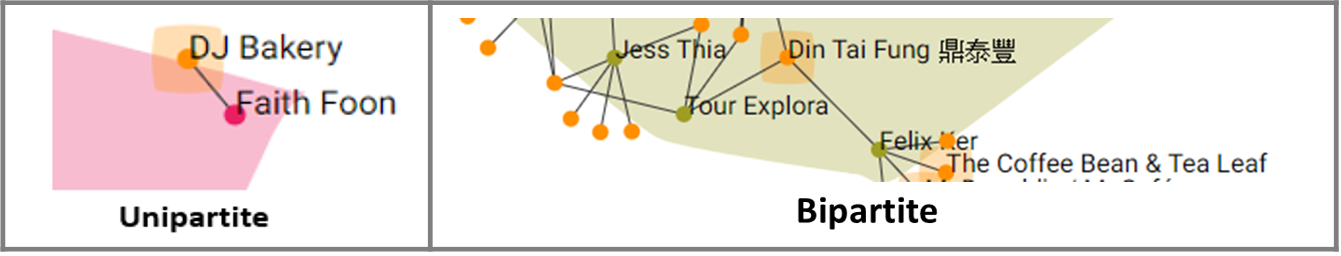 DJ Bakery
Faith Foon
Unipartite
Jess Thia
Din Tai Fung 鼎泰豐
Tour Explora
Felix Ker
The Coffee Bean & Tea Leaf
Bipartite